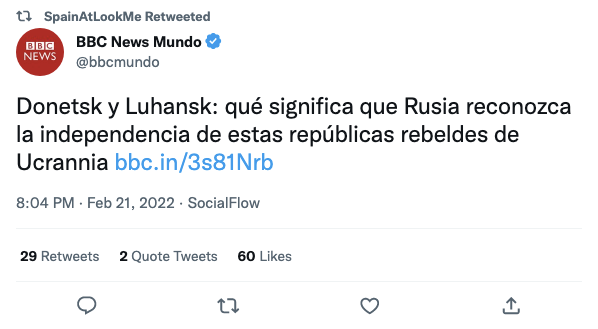 SpainAtLookMe Retweeted
BBC
NEWS
BBC News Mundo
@bbcmundo
Donetsk y Luhansk: qué significa que Rusia reconozca
la independencia de estas repúblicas rebeldes de
Ucrannia bbc.in/3s81Nrb
8:04 PM · Feb 21, 2022 · SocialFlow
29 Retweets 2 Quote Tweets 60 Likes